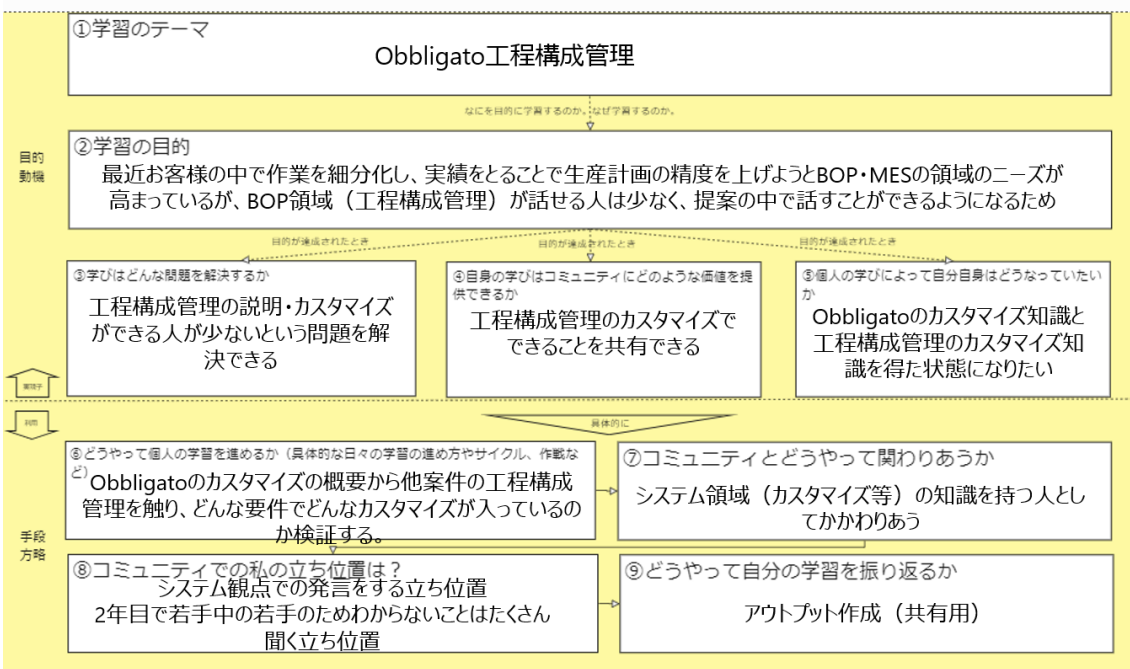 ①学習のテーマ
Obbligato工程構成管理
なにを目的に学習するのか。なぜ学習するのか。
目的
動機
②学習の目的
最近お客様の中で作業を細分化し、実績をとることで生産計画の精度を上げようとBOP・MESの領域のニーズが
高まっているが、BOP領域（工程構成管理）が話せる人は少なく、提案の中で話すことができるようになるため
目的が達成されたとき
目的が達成されたとき
目的が達成されたとき
③学びはどんな問題を解決するか
工程構成管理の説明・カスタマイズ
ができる人が少ないという問題を解
決できる
④自身の学びはコミュニティにどのような価値を提
供できるか
工程構成管理のカスタマイズで
できることを共有できる
⑤個人の学びによって自分自身はどうなっていたい
か
Obbligatoのカスタマイズ知識と
工程構成管理のカスタマイズ知
識を得た状態になりたい
具体的に
手段
方略
⑥どうやって個人の学習を進めるか（具体的な日々の学習の進め方やサイクル、作戦な
ど）
Obbligatoのカスタマイズの概要から他案件の工程構成
管理を触り、どんな要件でどんなカスタマイズが入っているの
か検証する。
⑦コミュニティとどうやって関わりあうか
システム領域（カスタマイズ等）の知識を持つ人とし
てかかわりあう
⑧コミュニティでの私の立ち位置は？
システム観点での発言をする立ち位置
2年目で若手中の若手のためわからないことはたくさん
聞く立ち位置
⑨どうやって自分の学習を振り返るか
アウトプット作成（共有用）